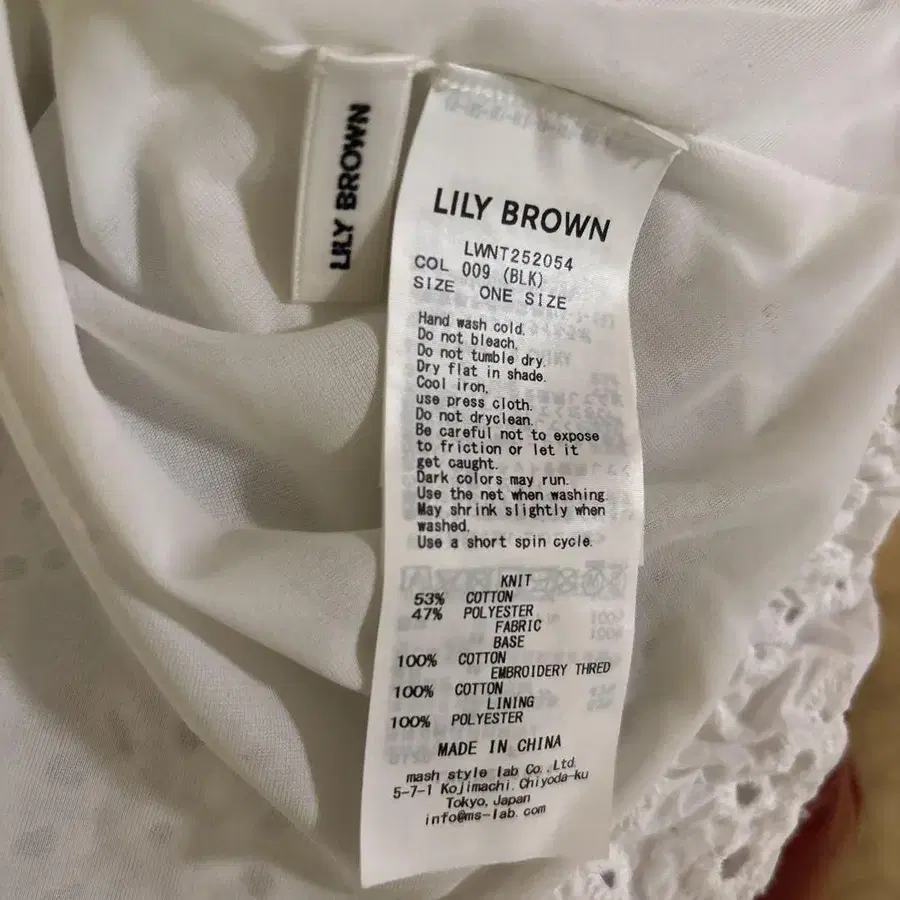 LILY BROWN
LILY BROWN
LWNT252054
COL 009 (BLK)
SIZE ONE SIZE
Hand wash cold.
Do not bleach.
Do not tumble dry.
Dry flat in shade.
Cool iron,
use press cloth.
Do not dryclean.
Be careful not to expose
to friction or let it
get caught.
Dark colors may run.
Use the net when washing.
May shrink slightly when
washed.
Use a short spin cycle.
KNIT
53% COTTON
47% POLYESTER
FABRIC
BASE
100% COTTON
EMBROIDERY THRED
100% COTTON
LINING
100% POLYESTER
MADE IN CHINA
mash style lab Co.,Ltd.
5-7-1 Kojimachi.Chiyoda-ku
Tokyo, Japan
info@ms-lab.com